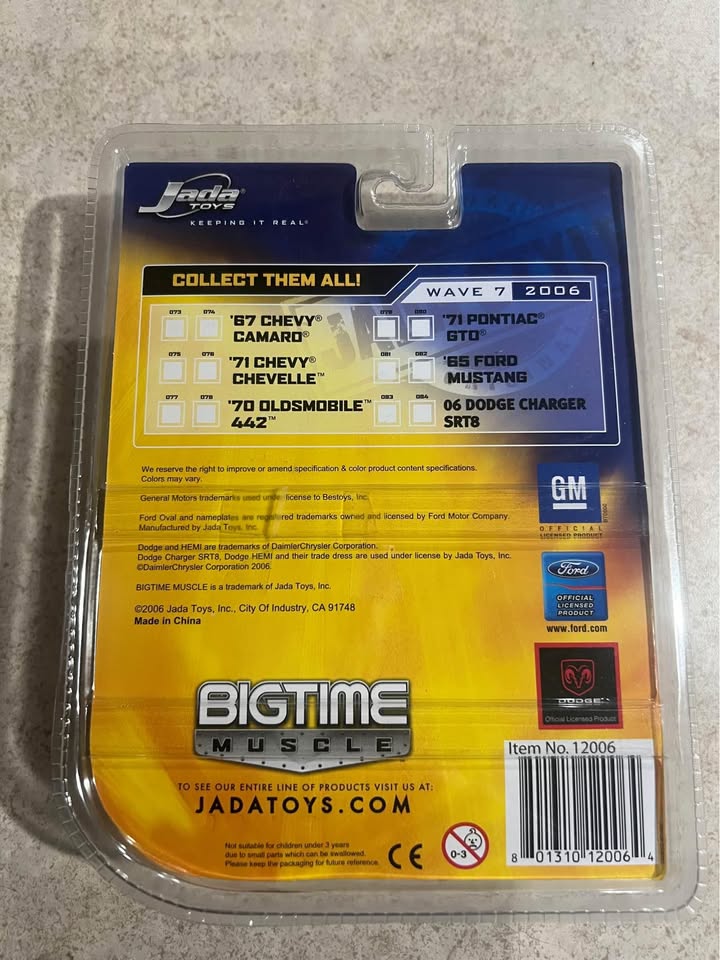 Jada®
TOYS
KEEPING IT REAL®
COLLECT THEM ALL!
WAVE 7 2006
073 074
'67 CHEVY®
CAMARO®
075 076
'71 CHEVY®
CHEVELLE™
077 078
'70 OLDSMOBILE™
442™
079 080
'71 PONTIAC®
GTO®
081 082
'65 FORD
MUSTANG
083 084
06 DODGE CHARGER
SRT8
We reserve the right to improve or amend specification & color product content specifications.
Colors may vary.
General Motors trademarks used under license to Bestoys, Inc.
Ford Oval and nameplates are registered trademarks owned and licensed by Ford Motor Company.
Manufactured by Jada Toys, Inc.
Dodge and HEMI are trademarks of DaimlerChrysler Corporation.
Dodge Charger SRT8, Dodge HEMI and their trade dress are used under license by Jada Toys, Inc.
©DaimlerChrysler Corporation 2006.
BIGTIME MUSCLE is a trademark of Jada Toys, Inc.
©2006 Jada Toys, Inc., City Of Industry, CA 91748
Made in China
GM
OFFICIAL
LICENSED PRODUCT
Ford
OFFICIAL
LICENSED
PRODUCT
www.ford.com
DODGE
Official Licensed Product
BIGTIME
MUSCLE
TO SEE OUR ENTIRE LINE OF PRODUCTS VISIT US AT:
JADATOYS.COM
Not suitable for children under 3 years
due to small parts which can be swallowed.
Please keep the packaging for future reference.
CE
0-3
Item No. 12006
8 01310 12006 4